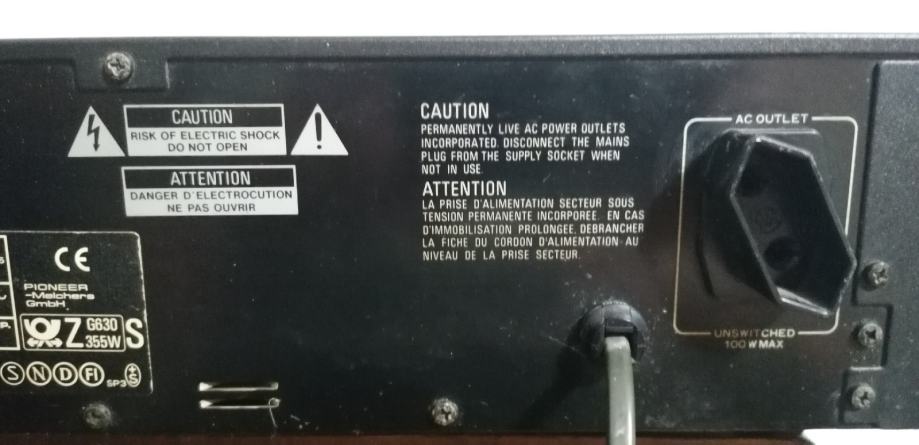 CAUTION
RISK OF ELECTRIC SHOCK
DO NOT OPEN
ATTENTION
DANGER D'ELECTROCUTION
NE PAS OUVRIR
CAUTION
PERMANENTLY LIVE AC POWER OUTLETS
INCORPORATED. DISCONNECT THE MAINS
PLUG FROM THE SUPPLY SOCKET WHEN
NOT IN USE.
ATTENTION
LA PRISE D'ALIMENTATION SECTEUR SOUS
TENSION PERMANENTE INCORPOREE. EN CAS
D'IMMOBILISATION PROLONGEE, DEBRANCHER
LA FICHE DU CORDON D'ALIMENTATION AU
NIVEAU DE LA PRISE SECTEUR.
AC OUTLET
UNSWITCHED
100W MAX
CE
PIONEER
-Melchers
GmbH
Z G630 S
355W
S N D FI SP3